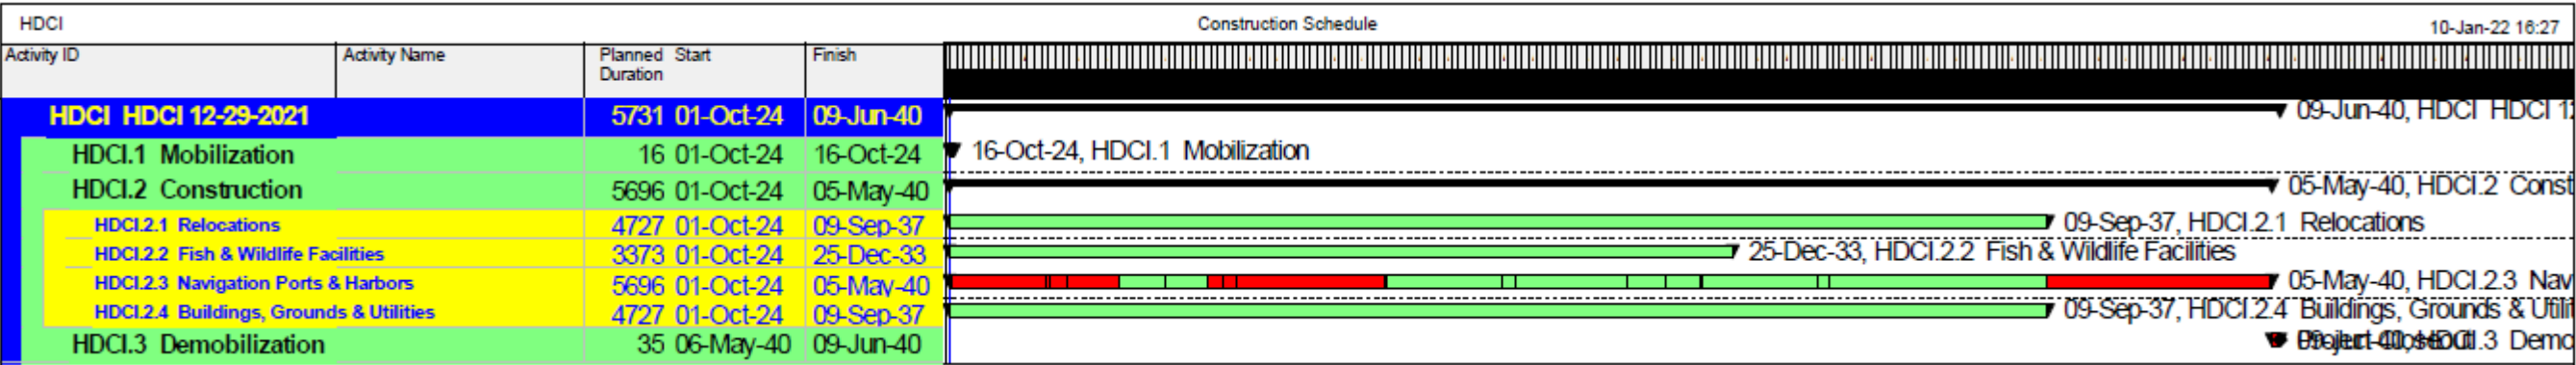 HDCI Construction Schedule 10-Jan-22 16:27
Activity ID Activity Name Planned Duration Start Finish
HDCI HDCI 12-29-2021 5731 01-Oct-24 09-Jun-40 09-Jun-40, HDCI HDCI 1
HDCI.1 Mobilization 16 01-Oct-24 16-Oct-24 16-Oct-24, HDCI.1 Mobilization
HDCI.2 Construction 5696 01-Oct-24 05-May-40 05-May-40, HDCI.2 Const
HDCI.2.1 Relocations 4727 01-Oct-24 09-Sep-37 09-Sep-37, HDCI.2.1 Relocations
HDCI.2.2 Fish & Wildlife Facilities 3373 01-Oct-24 25-Dec-33 25-Dec-33, HDCI.2.2 Fish & Wildlife Facilities
HDCI.2.3 Navigation Ports & Harbors 5696 01-Oct-24 05-May-40 05-May-40, HDCI.2.3 Nav
HDCI.2.4 Buildings, Grounds & Utilities 4727 01-Oct-24 09-Sep-37 09-Sep-37, HDCI.2.4 Buildings, Grounds & Utili
HDCI.3 Demobilization 35 06-May-40 09-Jun-40 .3 Demo